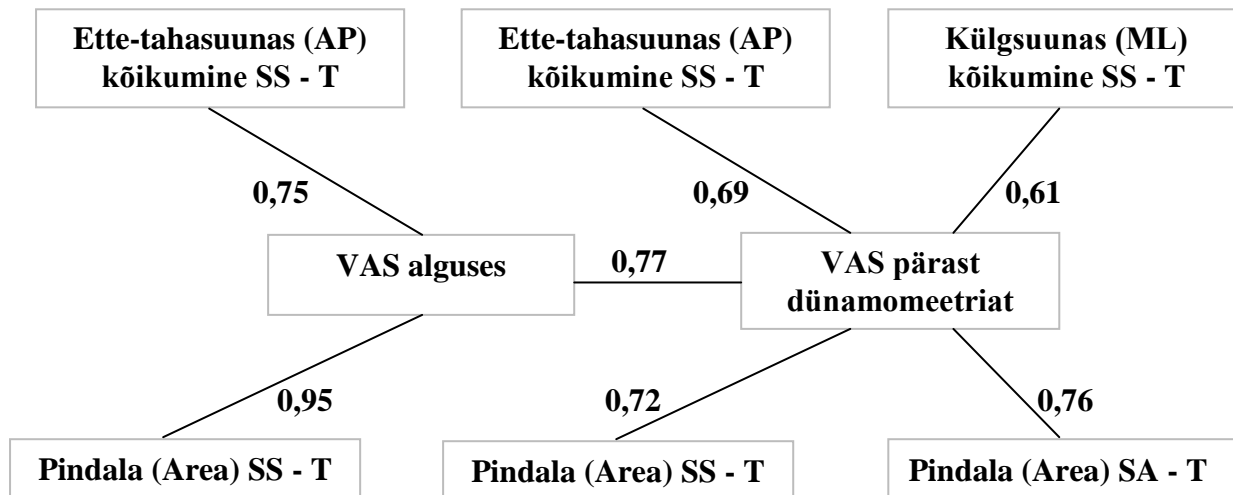 Ette-tahasuunas (AP)
kõikumine SS - T
Ette-tahasuunas (AP)
kõikumine SS - T
Külgsuunas (ML)
kõikumine SS - T
0,75
0,69
0,61
VAS alguses
0,77
VAS pärast
dünamomeetriat
0,95
0,72
0,76
Pindala (Area) SS - T
Pindala (Area) SS - T
Pindala (Area) SA - T